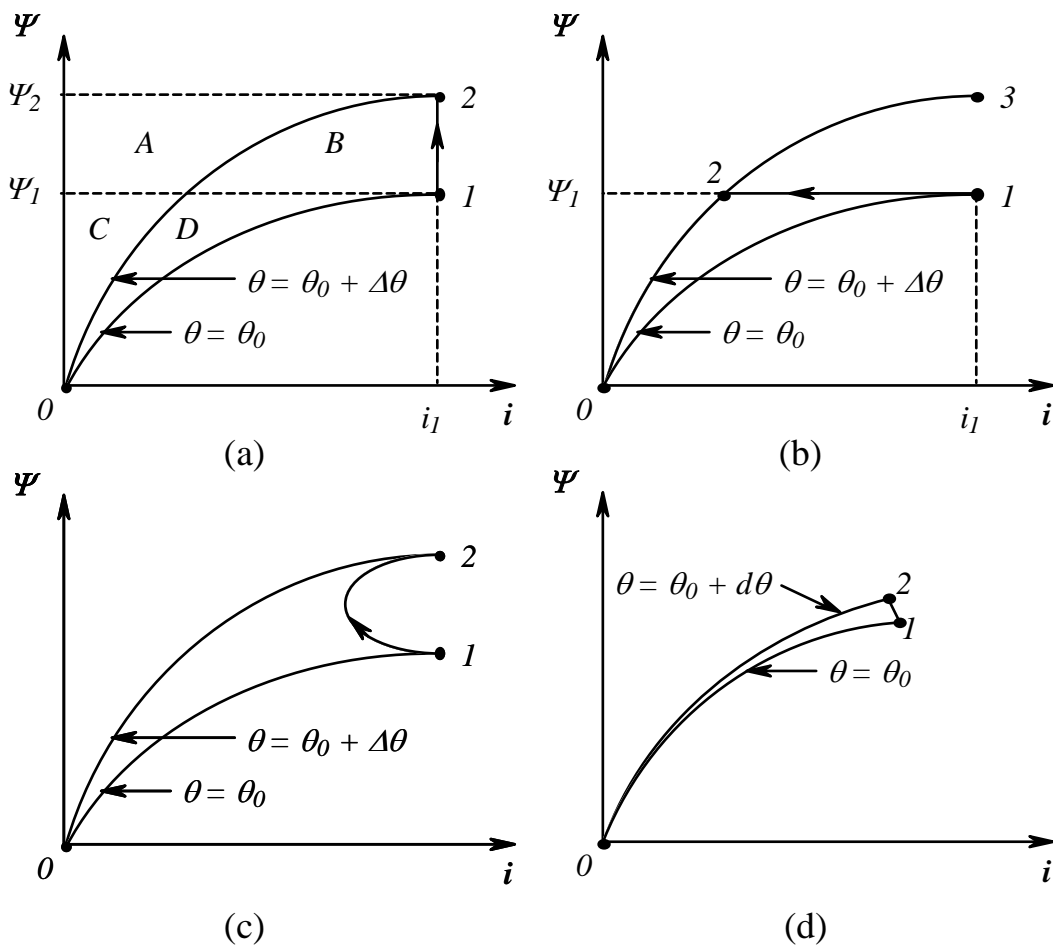 Ψ
Ψ₂
2
A
B
Ψ₁
1
C
D
θ = θ₀ + Δθ
θ = θ₀
0
i₁
i
(a)
Ψ
3
2
Ψ₁
1
θ = θ₀ + Δθ
θ = θ₀
0
i₁
i
(b)
Ψ
2
1
θ = θ₀ + Δθ
θ = θ₀
0
i
(c)
Ψ
θ = θ₀ + dθ
2
1
θ = θ₀
0
i
(d)